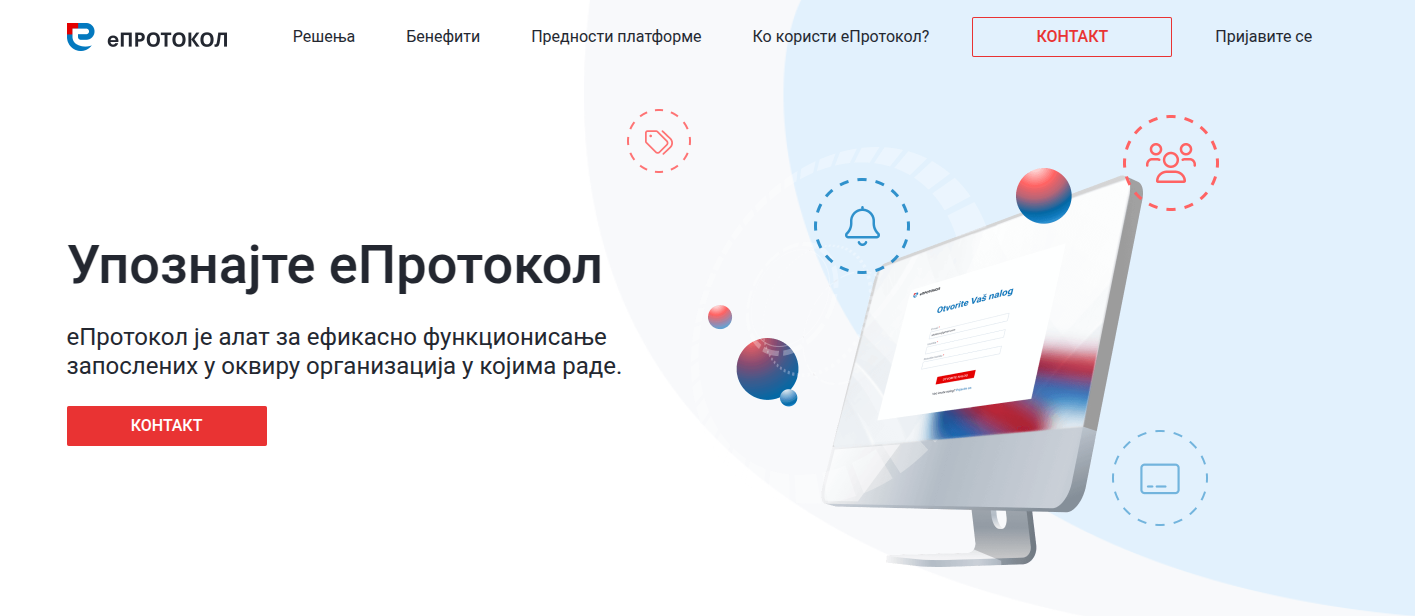 еПРОТОКОЛ
Решења
Бенефити
Предности платформе
Ко користи еПротокол?
КОНТАКТ
Пријавите се
Упознајте еПротокол
еПротокол је алат за ефикасно функционисање
запослених у оквиру организација у којима раде.
КОНТАКТ
Otvorite Vaš nalog